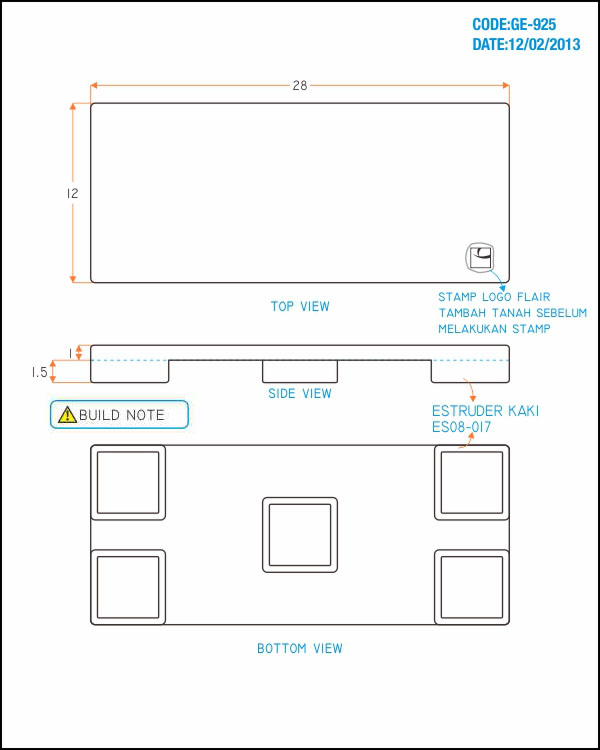 CODE:GE-925
DATE:12/02/2013
28
12
STAMP LOGO FLAIR
TAMBAH TANAH SEBELUM
MELAKUKAN STAMP
TOP VIEW
1
1.5
SIDE VIEW
BUILD NOTE
ESTRUDER KAKI
ES08-017
BOTTOM VIEW